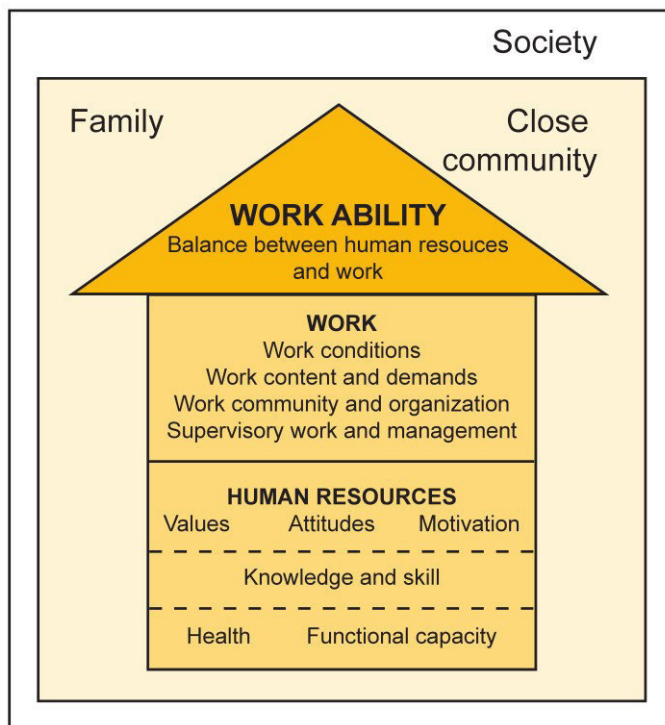 Society
Family
Close
community
WORK ABILITY
Balance between human resouces
and work
WORK
Work conditions
Work content and demands
Work community and organization
Supervisory work and management
HUMAN RESOURCES
Values Attitudes Motivation
Knowledge and skill
Health Functional capacity